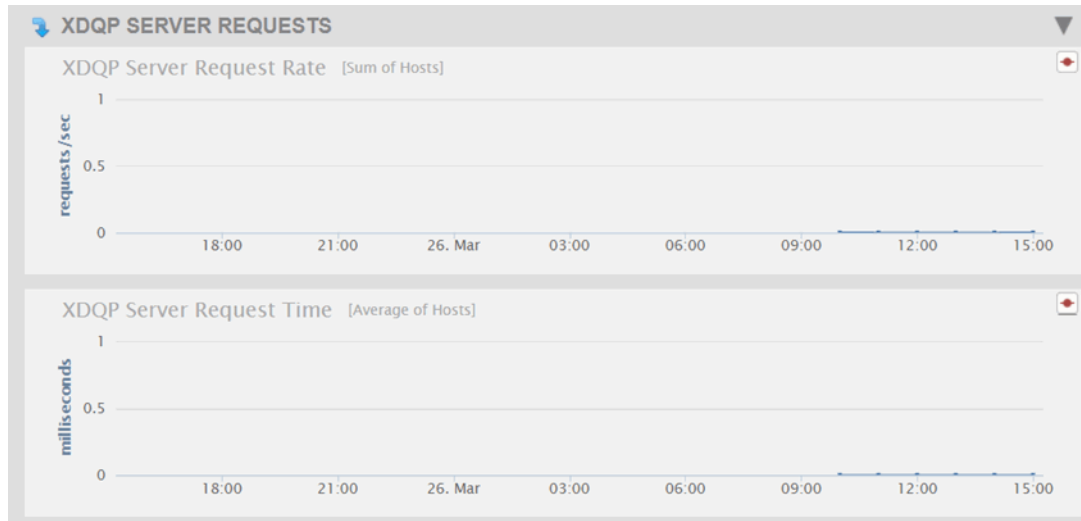 XDQP SERVER REQUESTS
XDQP Server Request Rate [Sum of Hosts]
requests/sec
1
0.5
0
18:00 21:00 26. Mar 03:00 06:00 09:00 12:00 15:00
XDQP Server Request Time [Average of Hosts]
milliseconds
1
0.5
0
18:00 21:00 26. Mar 03:00 06:00 09:00 12:00 15:00